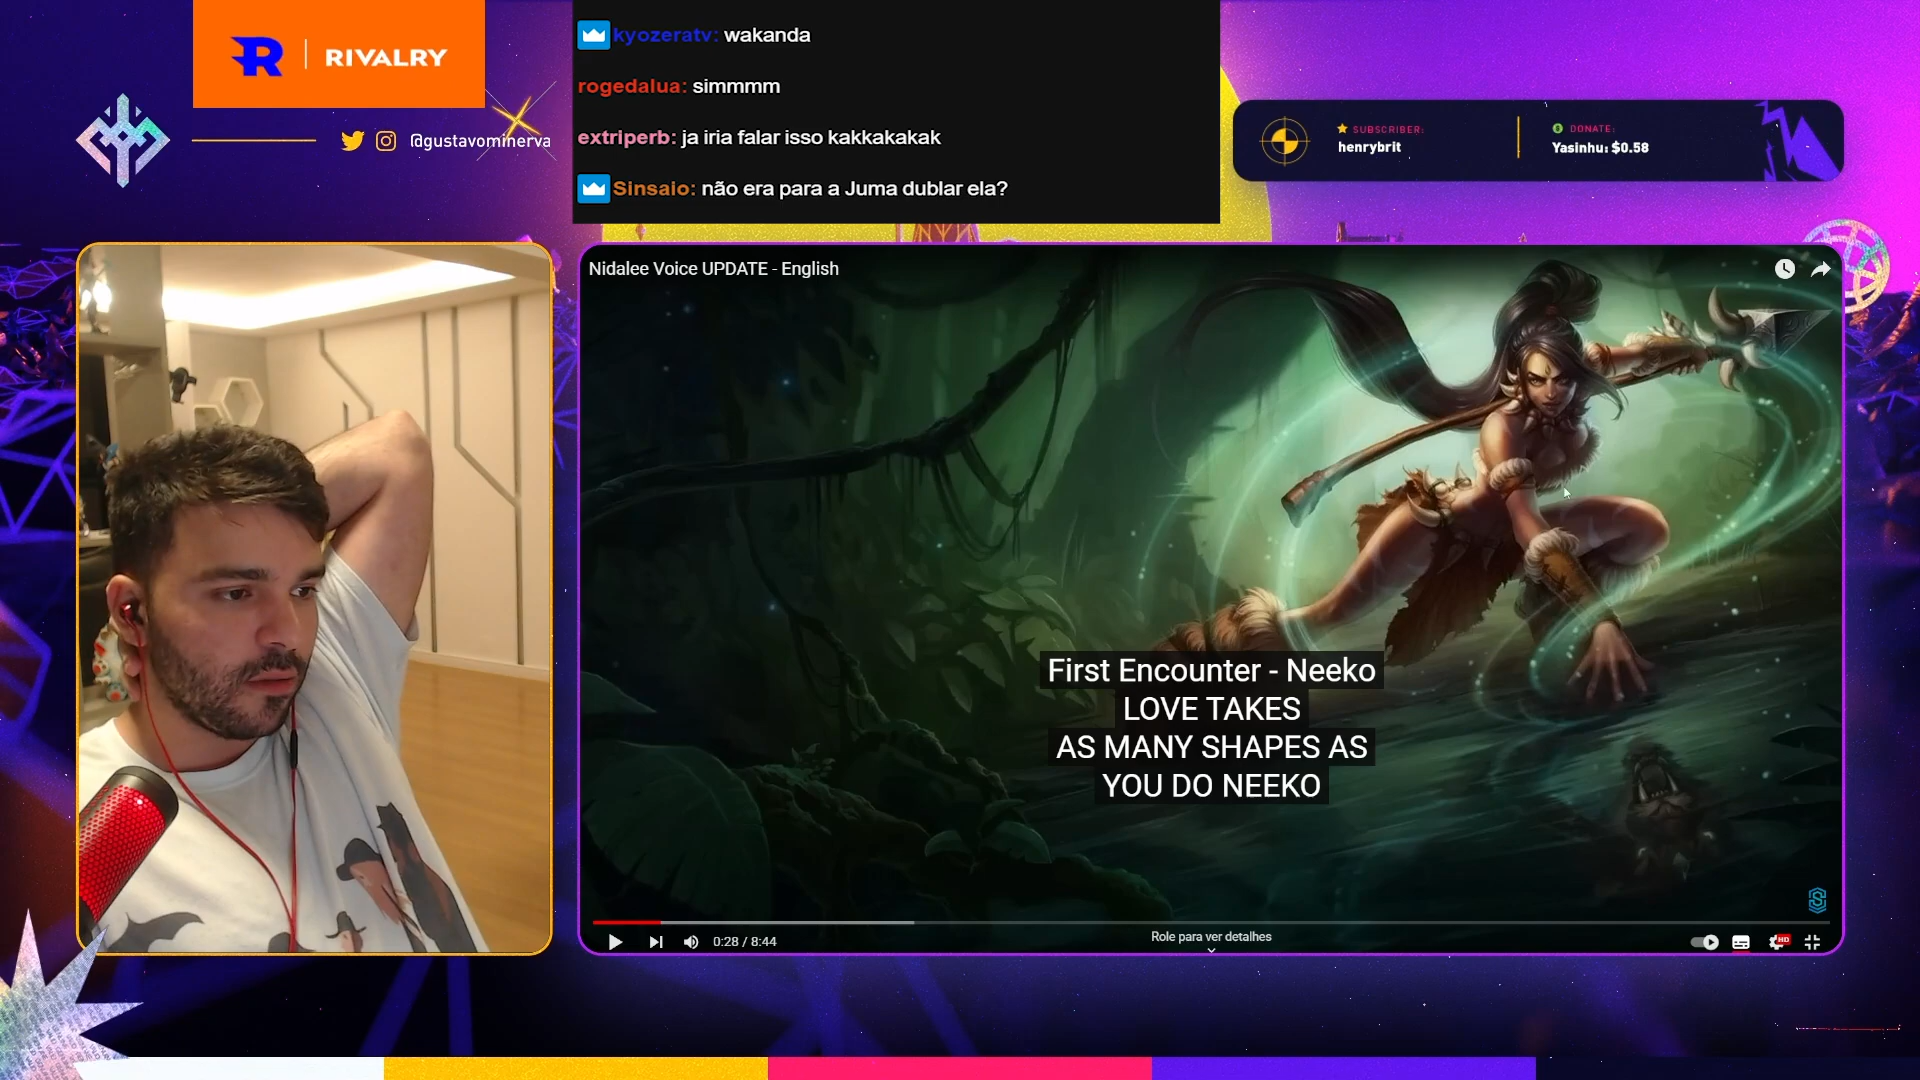 RIVALRY
@gustavominerva
kyozeratv: wakanda
rogedalua: simmmm
extriperb: ja iria falar isso kakkakakak
Sinsaio: não era para a Juma dublar ela?
SUBSCRIBER:
henrybrit
DONATE:
Yasinhu: $0.58
Nidalee Voice UPDATE - English
First Encounter - Neeko
LOVE TAKES
AS MANY SHAPES AS
YOU DO NEEKO
0:28 / 8:44
Role para ver detalhes
HD